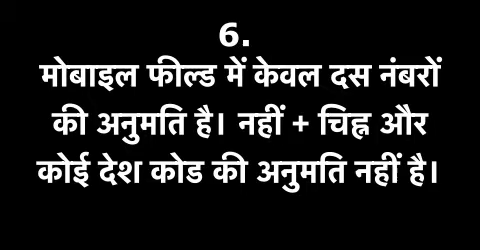 6.
मोबाइल फील्ड में केवल दस नंबरों
की अनुमति है। नहीं + चिह्न और
कोई देश कोड की अनुमति नहीं है।